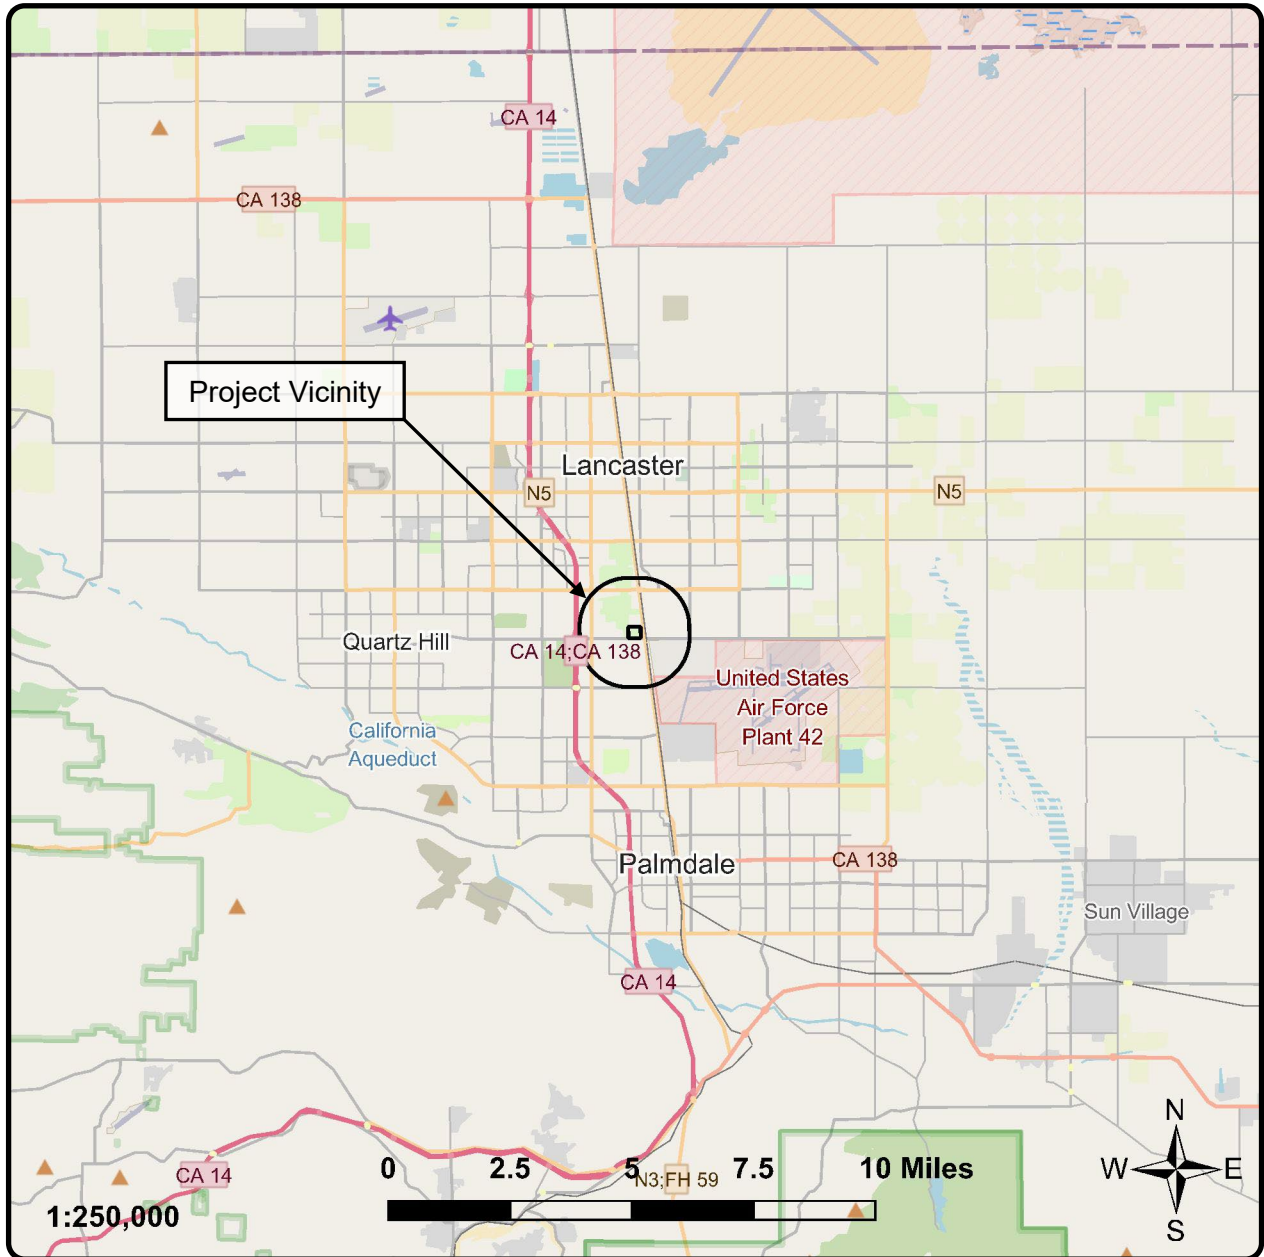 CA 14
CA 138
Project Vicinity
Lancaster
N5
N5
Quartz Hill
CA 14;CA 138
United States
Air Force
Plant 42
California
Aqueduct
Palmdale
CA 138
Sun Village
CA 14
N
W E
S
CA 14
0 2.5 5 7.5 10 Miles
N3;FH 59
1:250,000